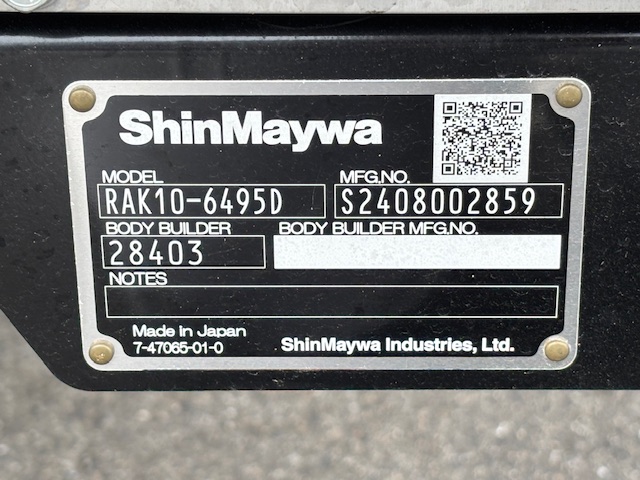 ShinMaywa
MODEL MFG.NO.
RAK10-6495D S2408002859
BODY BUILDER BODY BUILDER MFG.NO.
28403
NOTES
Made in Japan
7-47065-01-0 ShinMaywa Industries, Ltd.